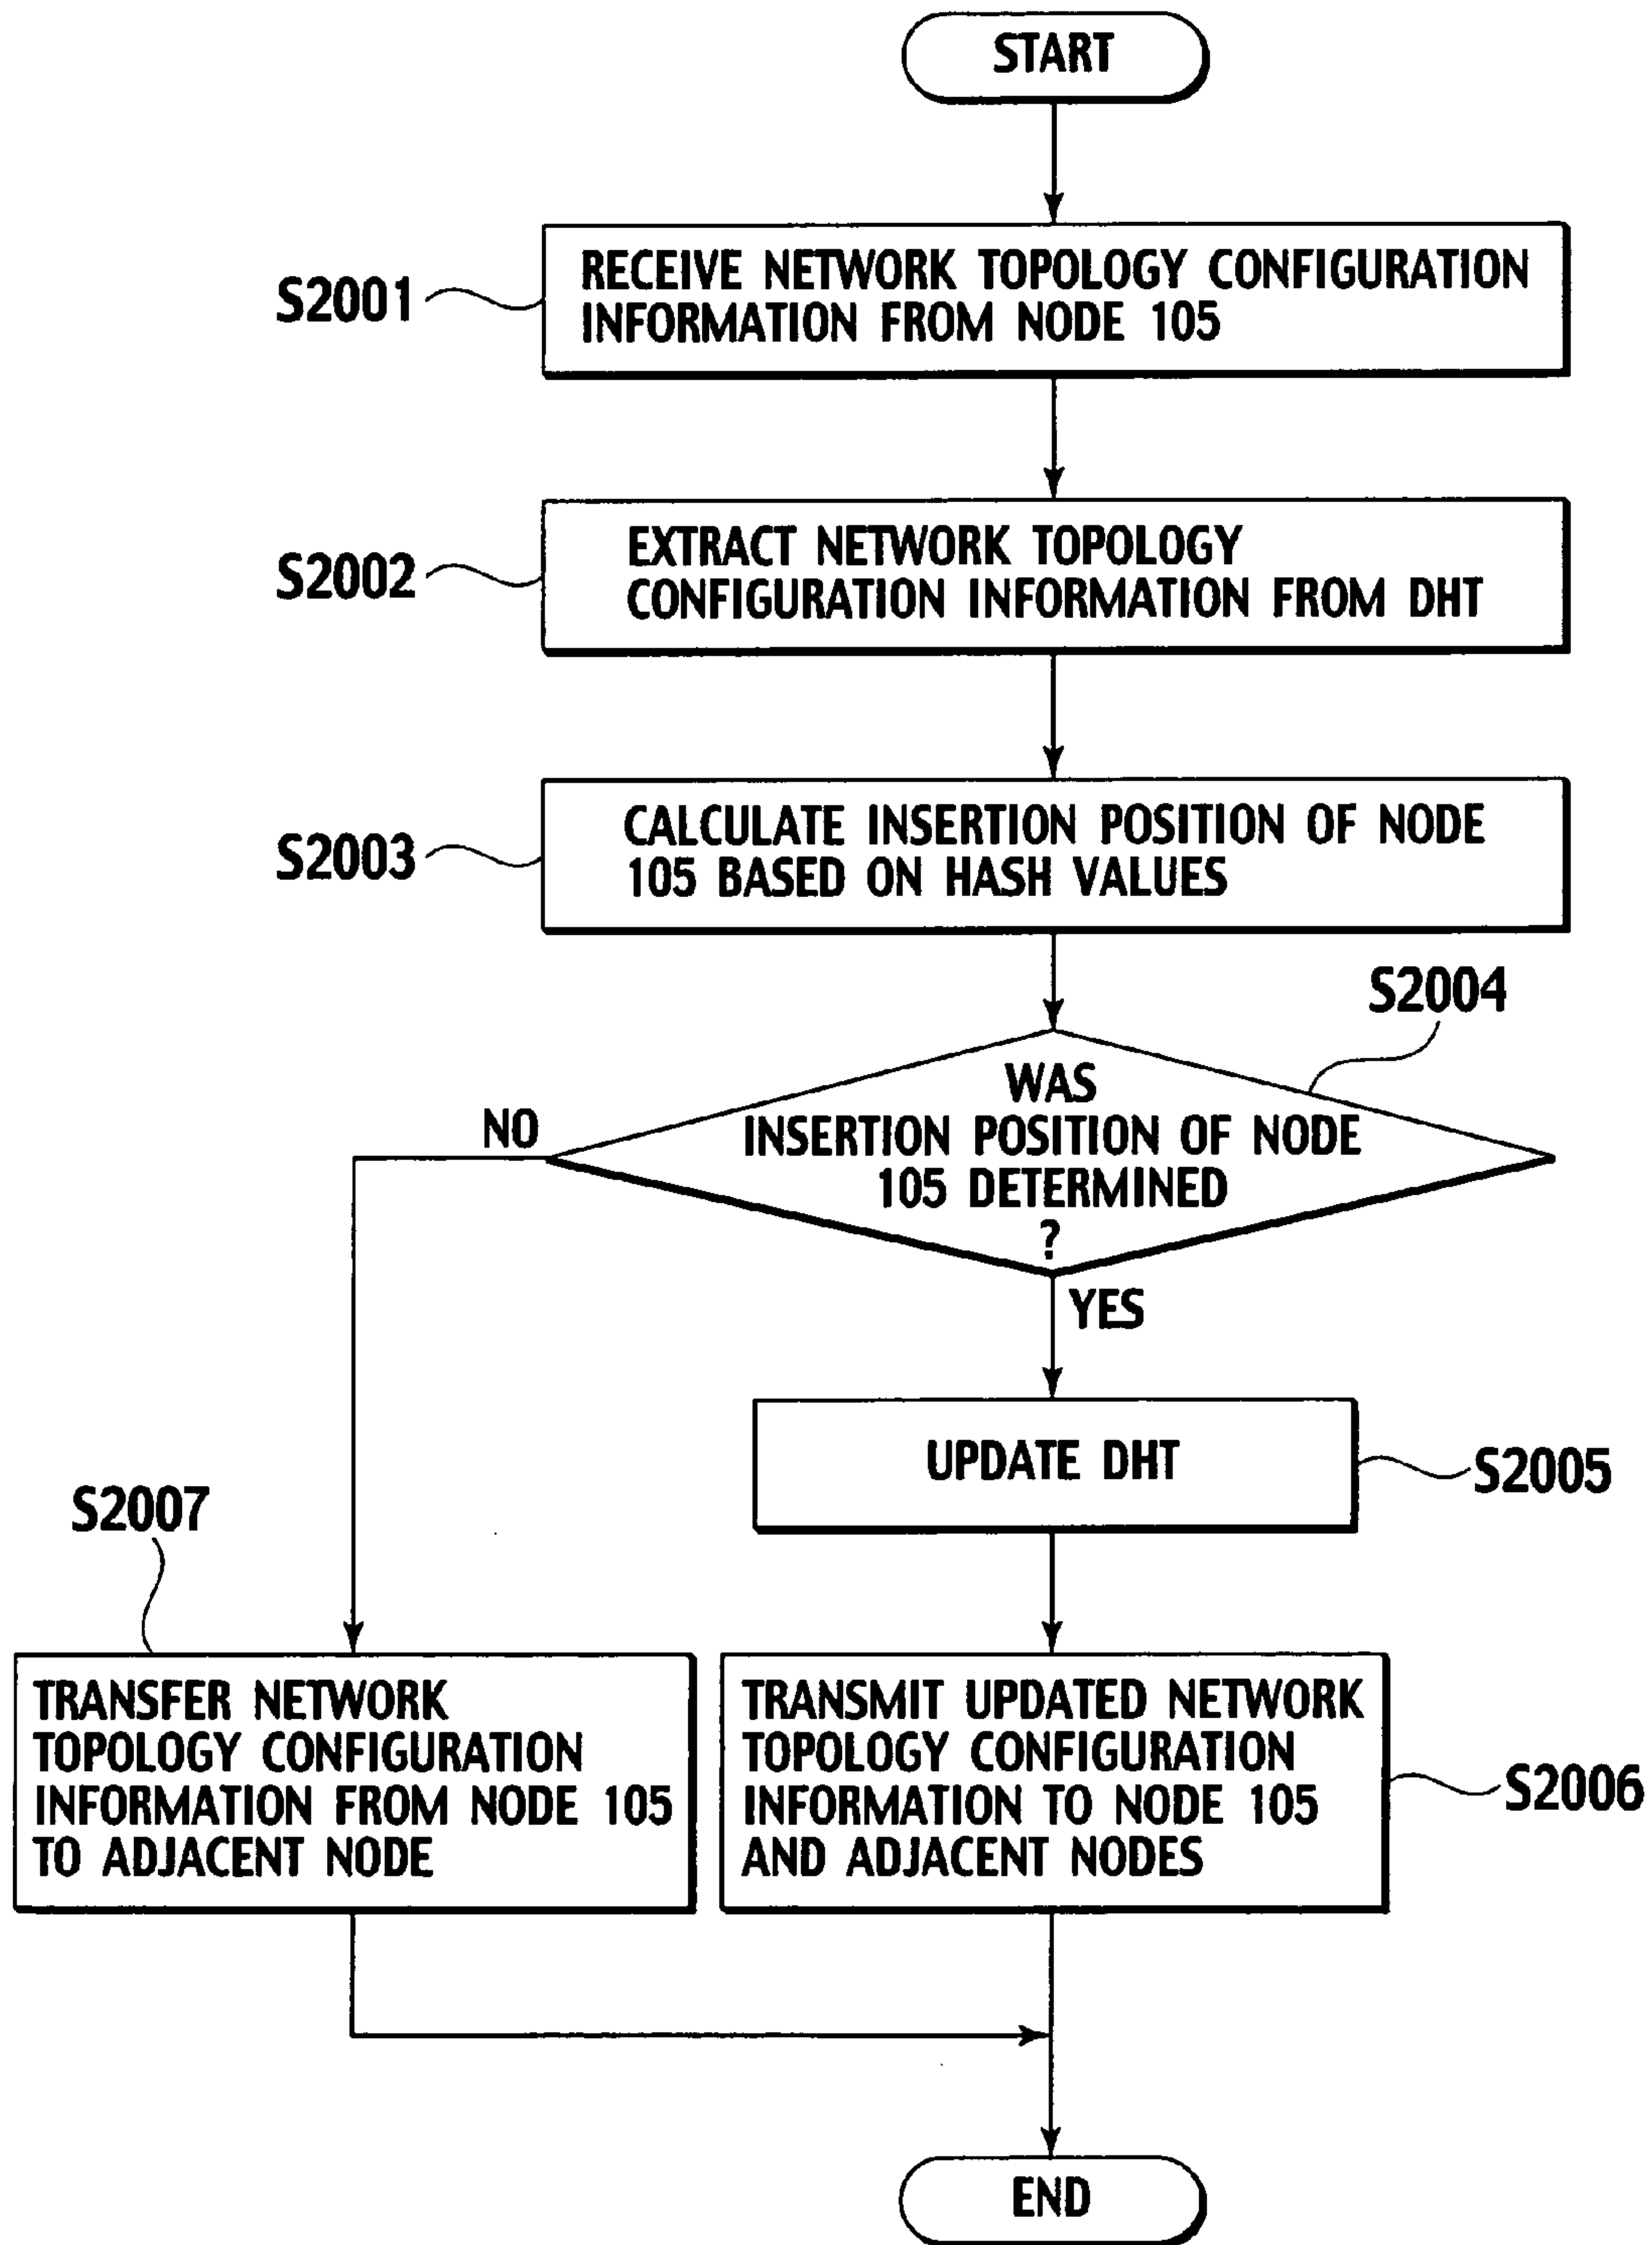 START
S2001
RECEIVE NETWORK TOPOLOGY CONFIGURATION
INFORMATION FROM NODE 105
S2002
EXTRACT NETWORK TOPOLOGY
CONFIGURATION INFORMATION FROM DHT
S2003
CALCULATE INSERTION POSITION OF NODE
105 BASED ON HASH VALUES
S2004
WAS
INSERTION POSITION OF NODE
105 DETERMINED
?
NO
YES
UPDATE DHT
S2005
S2007
TRANSFER NETWORK
TOPOLOGY CONFIGURATION
INFORMATION FROM NODE 105
TO ADJACENT NODE
TRANSMIT UPDATED NETWORK
TOPOLOGY CONFIGURATION
INFORMATION TO NODE 105
AND ADJACENT NODES
S2006
END